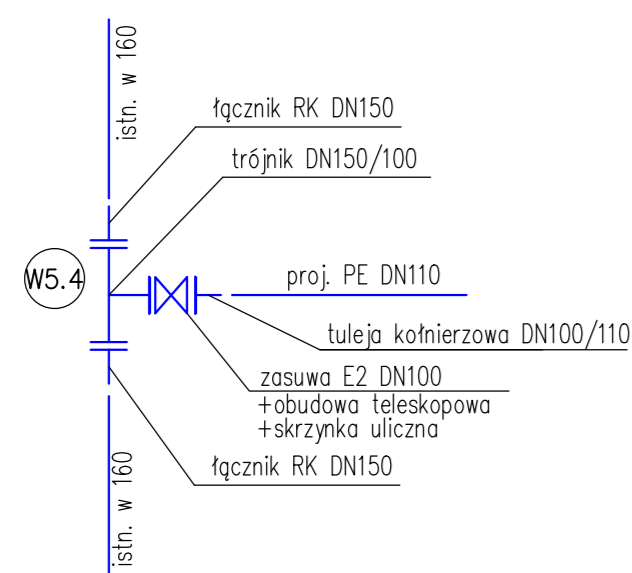 istn. w 160
łącznik RK DN150
trójnik DN150/100
W5.4
proj. PE DN110
tuleja kołnierzowa DN100/110
zasuwa E2 DN100
+obudowa teleskopowa
+skrzynka uliczna
łącznik RK DN150
istn. w 160